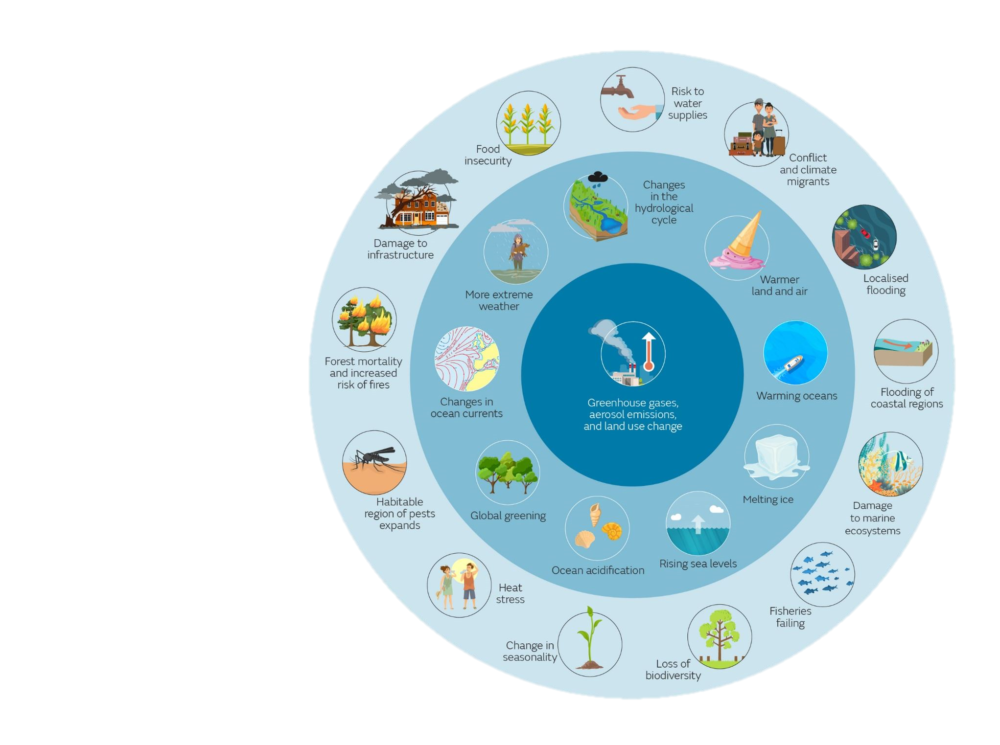 Risk to
water
supplies
Food
insecurity
Conflict
and climate
migrants
Changes
in the
hydrological
cycle
Damage to
infrastructure
Localised
flooding
Warmer
land and air
More extreme
weather
Forest mortality
and increased
risk of fires
Warming oceans
Flooding of
coastal regions
Changes in
ocean currents
Greenhouse gases,
aerosol emissions,
and land use change
Melting ice
Habitable
region of pests
expands
Global greening
Damage
to marine
ecosystems
Rising sea levels
Ocean acidification
Heat
stress
Fisheries
failing
Change in
seasonality
Loss of
biodiversity